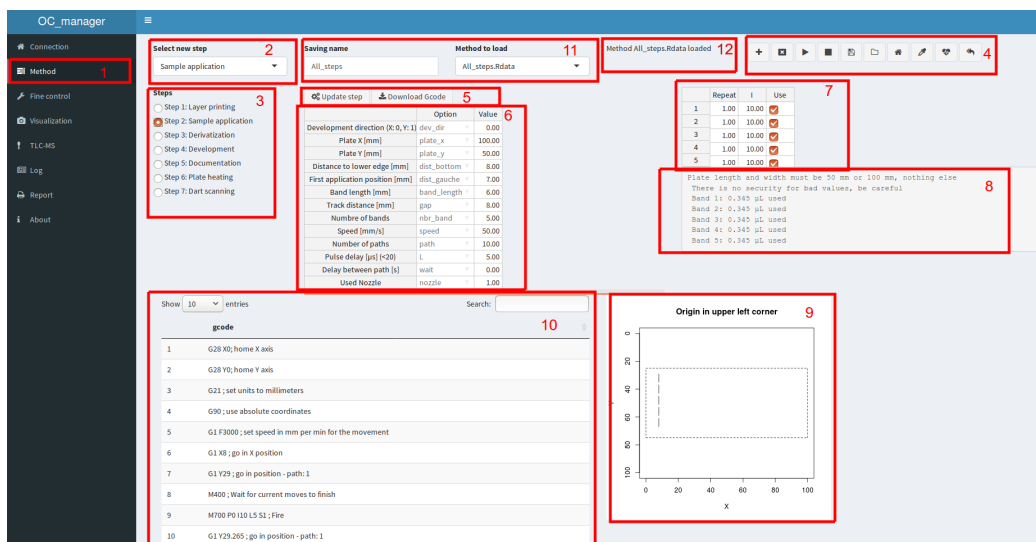 OC_manager
Connection
Method
1
Fine control
Visualization
TLC-MS
Log
Report
About
Select new step
2
Sample application
Saving name
Method to load
11
All_steps
All_steps.Rdata
Method All_steps.Rdata loaded
12
4
Steps
3
Step 1: Layer printing
Step 2: Sample application
Step 3: Derivatization
Step 4: Development
Step 5: Documentation
Step 6: Plate heating
Step 7: Dart scanning
Update step
Download Gcode
5
6
Option Value
Development direction (X: 0, Y: 1) dev_dir 0.00
Plate X [mm] plate_x 100.00
Plate Y [mm] plate_y 50.00
Distance to lower edge [mm] dist_bottom 8.00
First application position [mm] dist_gauche 7.00
Band length [mm] band_length 6.00
Track distance [mm] gap 8.00
Numbre of bands nbr_band 5.00
Speed [mm/s] speed 50.00
Number of paths path 10.00
Pulse delay [µs] (<20) L 5.00
Delay between path [s] wait 0.00
Used Nozzle nozzle 1.00
7
Repeat I Use
1 1.00 10.00
2 1.00 10.00
3 1.00 10.00
4 1.00 10.00
5 1.00 10.00
Plate length and width must be 50 mm or 100 mm, nothing else
There is no security for bad values, be careful
8
Band 1: 0.345 µL used
Band 2: 0.345 µL used
Band 3: 0.345 µL used
Band 4: 0.345 µL used
Band 5: 0.345 µL used
Show 10 entries
Search:
gcode
10
1 G28 X0; home X axis
2 G28 Y0; home Y axis
3 G21 ; set units to millimeters
4 G90 ; use absolute coordinates
5 G1 F3000 ; set speed in mm per min for the movement
6 G1 X8 ; go in X position
7 G1 Y29 ; go in position - path: 1
8 M400 ; Wait for current moves to finish
9 M700 P0 I10 L5 S1 ; Fire
10 G1 Y29.265 ; go in position - path: 1
Origin in upper left corner
9
0
20
40
60
80
100
0 20 40 60 80 100
X